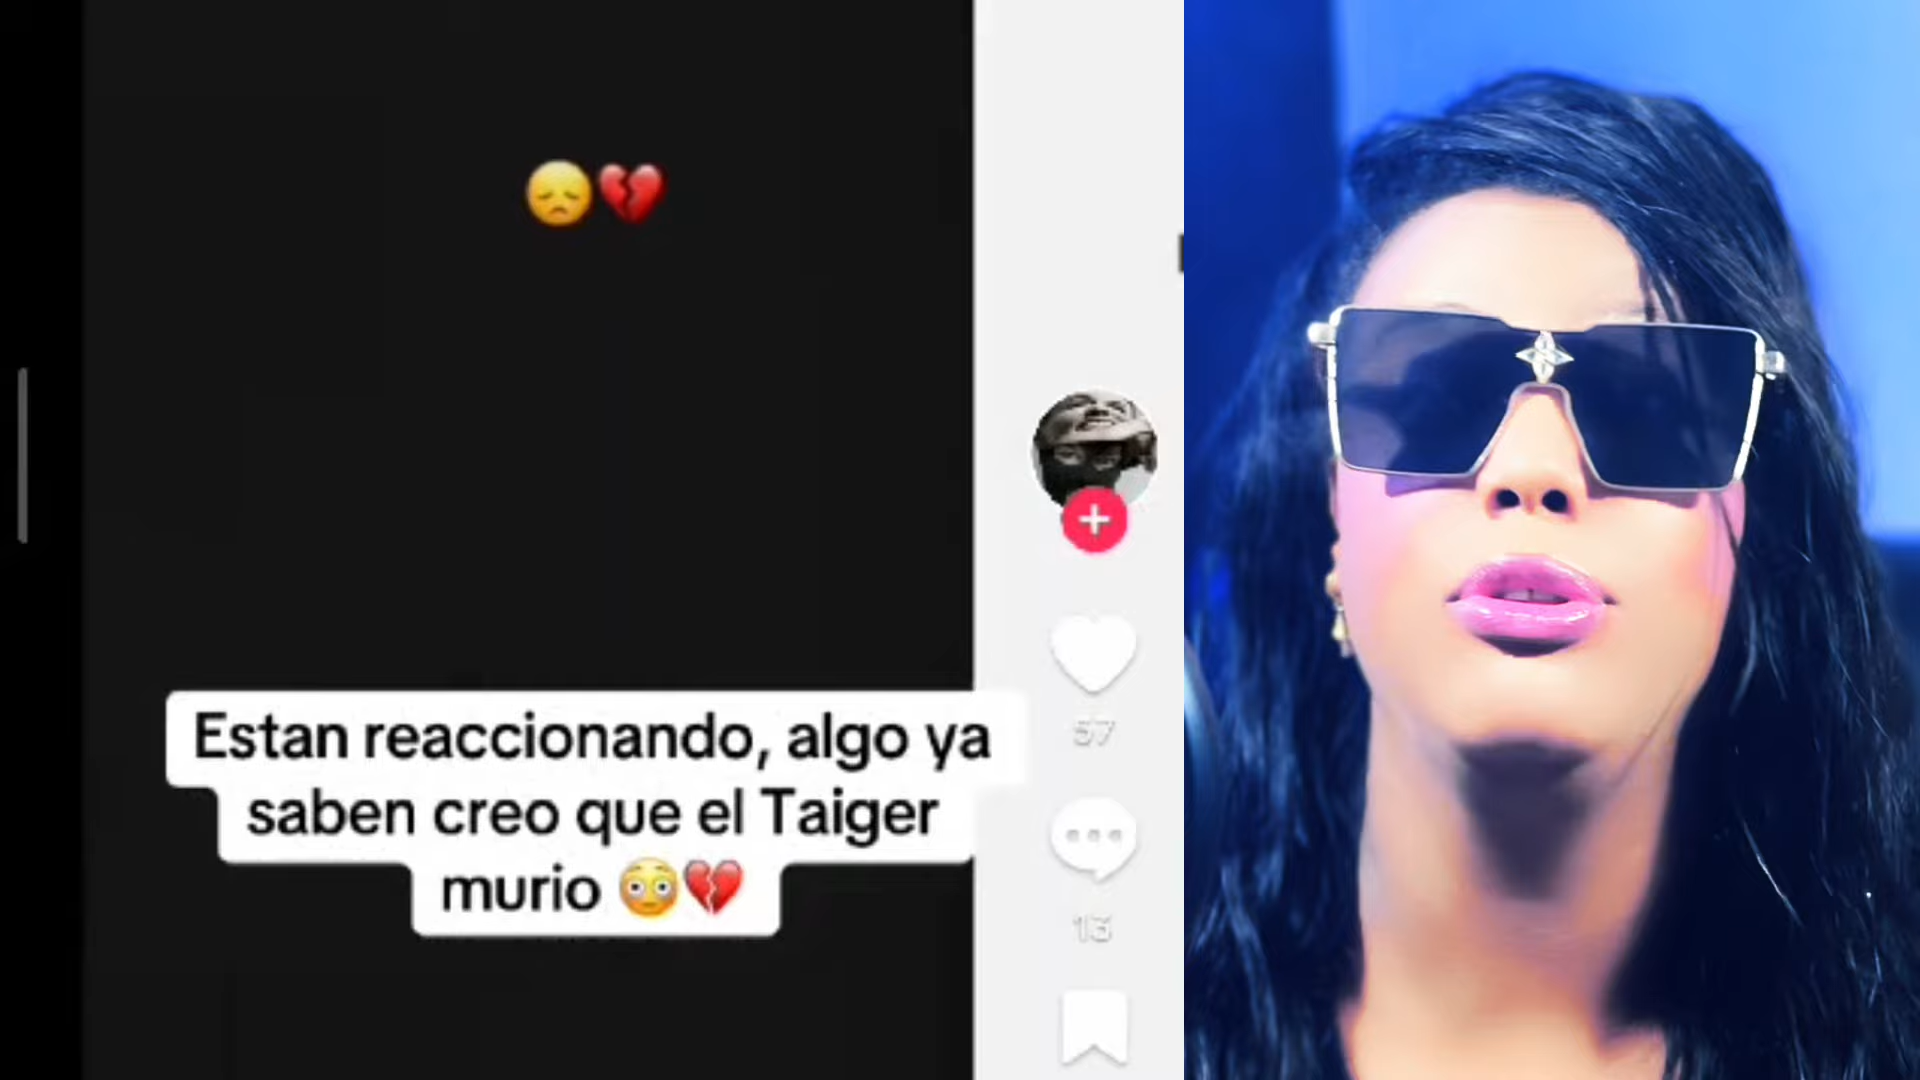 😞💔
Estan reaccionando, algo ya
saben creo que el Taiger
murio 😳💔
57
13